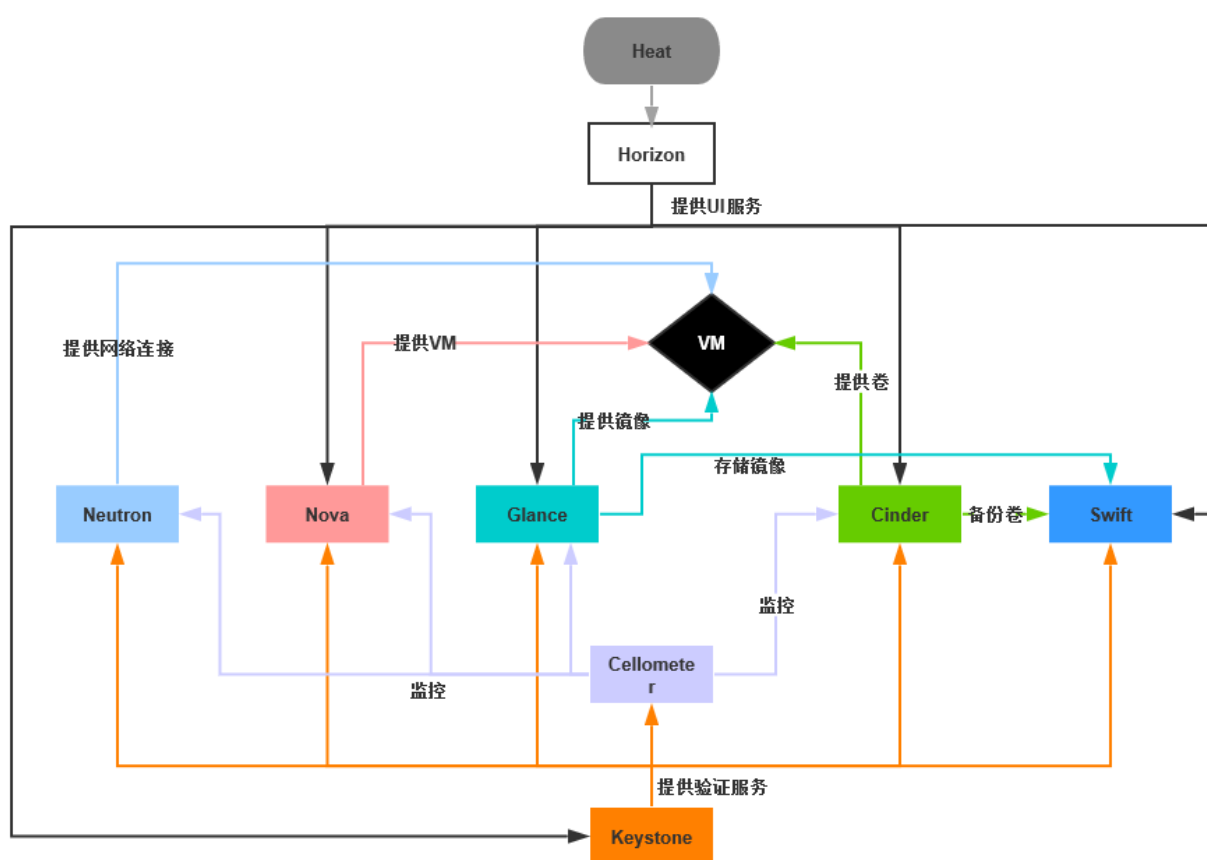 Heat
Horizon
提供UI服务
提供网络连接
提供VM
VM
提供卷
提供镜像
存储镜像
Neutron
Nova
Glance
Cinder
备份卷
Swift
监控
Cellomete
r
监控
提供验证服务
Keystone